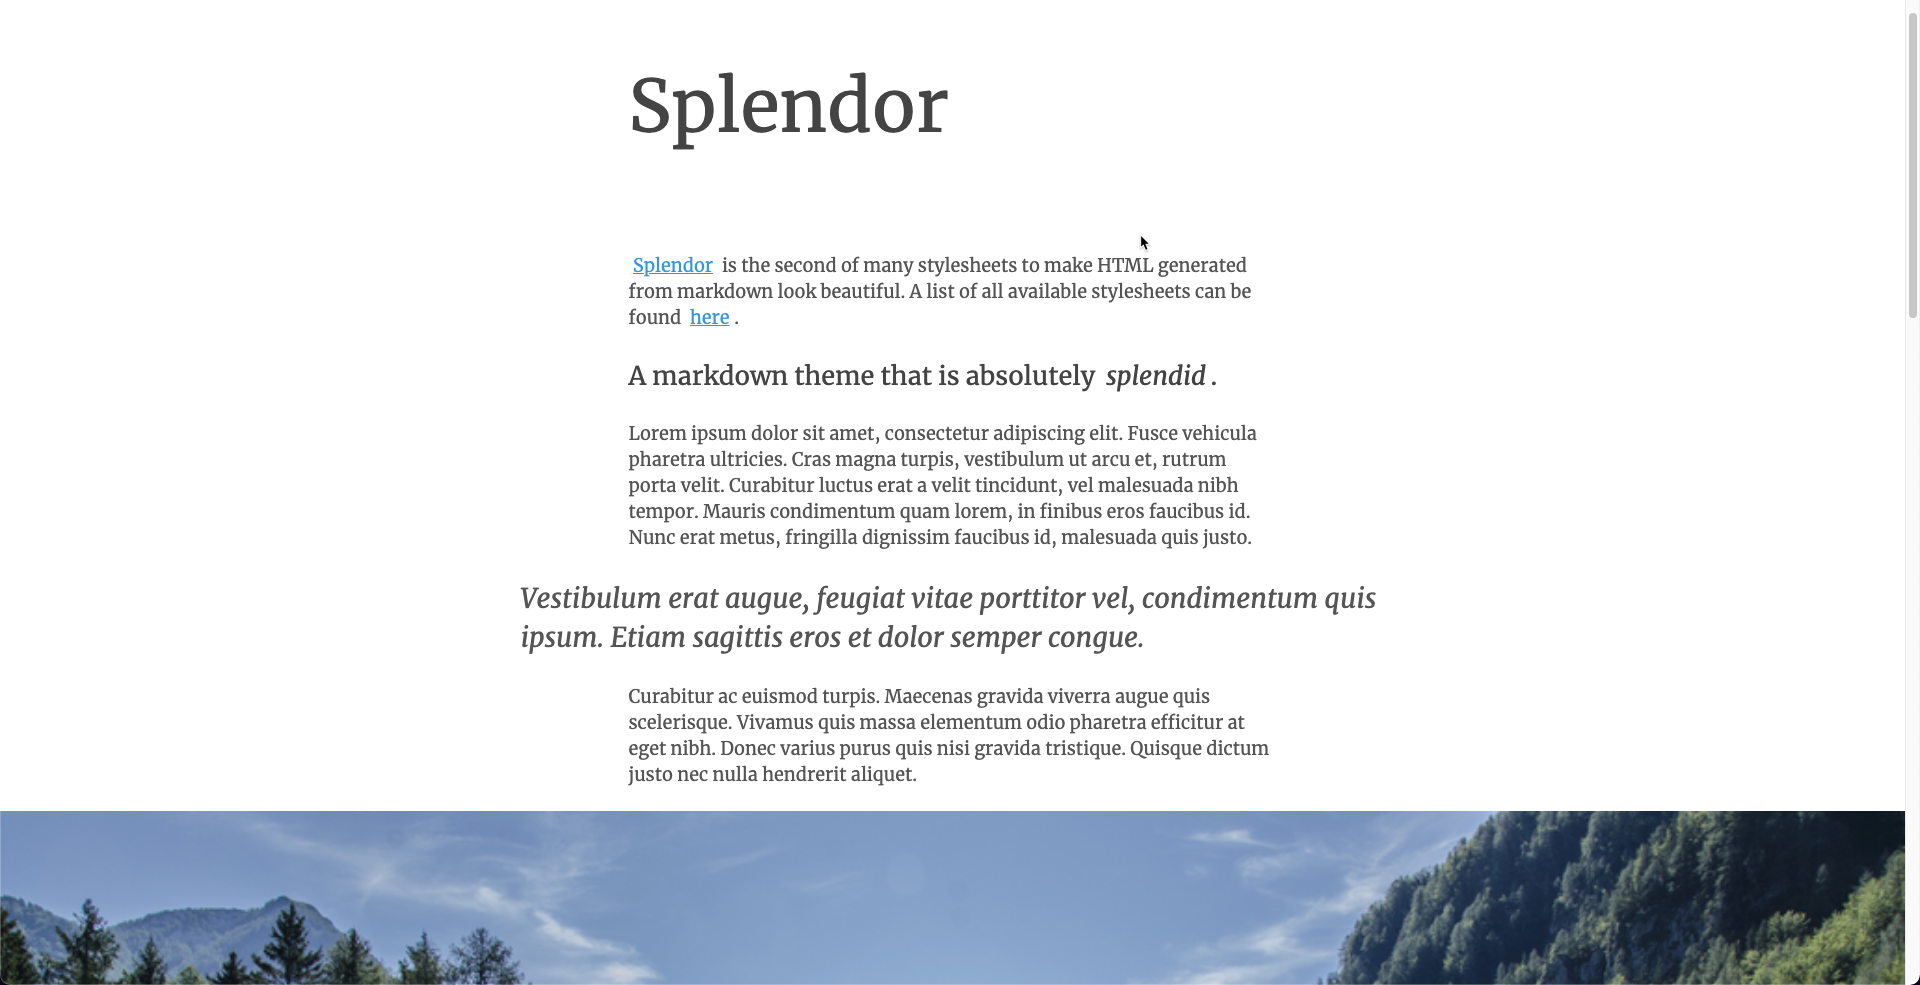 Splendor
Splendor is the second of many stylesheets to make HTML generated
from markdown look beautiful. A list of all available stylesheets can be
found here .
A markdown theme that is absolutely splendid .
Lorem ipsum dolor sit amet, consectetur adipiscing elit. Fusce vehicula
pharetra ultricies. Cras magna turpis, vestibulum ut arcu et, rutrum
porta velit. Curabitur luctus erat a velit tincidunt, vel malesuada nibh
tempor. Mauris condimentum quam lorem, in finibus eros faucibus id.
Nunc erat metus, fringilla dignissim faucibus id, malesuada quis justo.
Vestibulum erat augue, feugiat vitae porttitor vel, condimentum quis
ipsum. Etiam sagittis eros et dolor semper congue.
Curabitur ac euismod turpis. Maecenas gravida viverra augue quis
scelerisque. Vivamus quis massa elementum odio pharetra efficitur at
eget nibh. Donec varius purus quis nisi gravida tristique. Quisque dictum
justo nec nulla hendrerit aliquet.